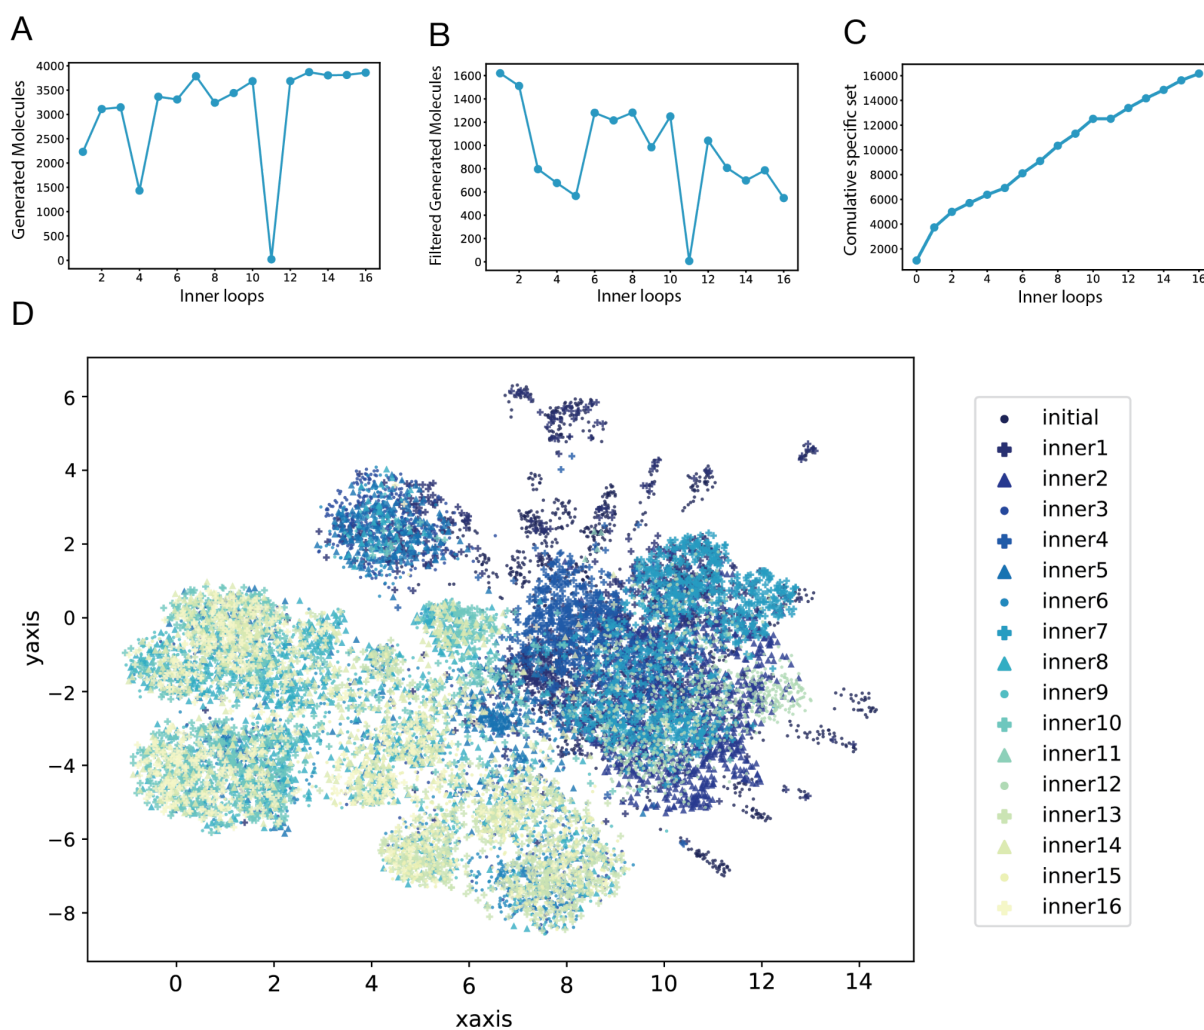 A
B
C
4000
3500
3000
2500
2000
1500
1000
500
0
Generated Molecules
2 4 6 8 10 12 14 16
Inner loops
1600
1400
1200
1000
800
600
400
200
0
Filtered Generated Molecules
2 4 6 8 10 12 14 16
Inner loops
16000
14000
12000
10000
8000
6000
4000
2000
Comulative specific set
0 2 4 6 8 10 12 14 16
Inner loops
D
6
4
2
0
−2
−4
−6
−8
yaxis
0 2 4 6 8 10 12 14
xaxis
initial
inner1
inner2
inner3
inner4
inner5
inner6
inner7
inner8
inner9
inner10
inner11
inner12
inner13
inner14
inner15
inner16